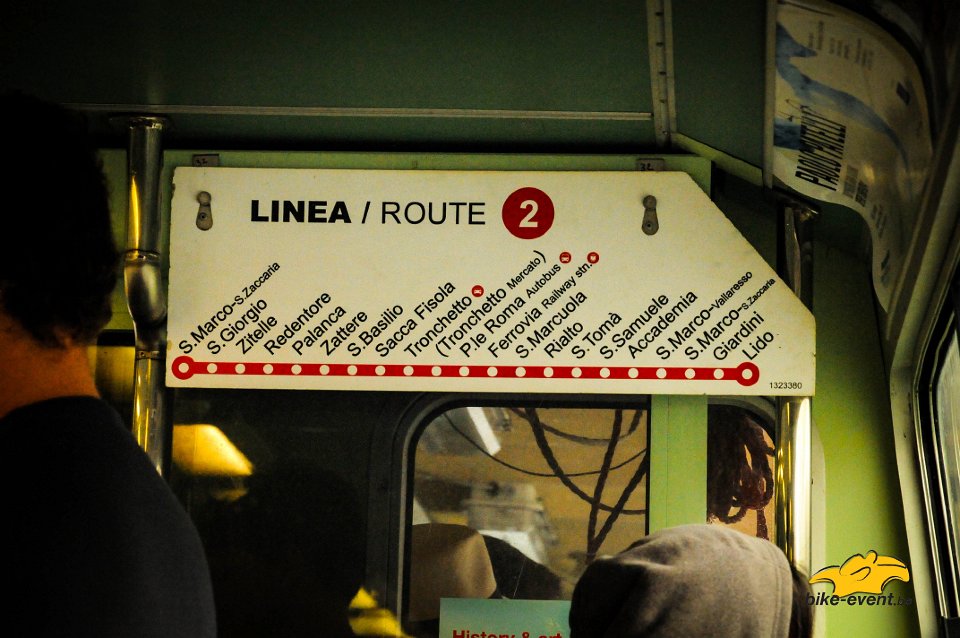 LINEA / ROUTE 2
S.Marco-S.Zaccaria
S.Giorgio
Zitelle
Redentore
Palanca
Zattere
S.Basilio
Sacca Fisola
Tronchetto
(Tronchetto Mercato)
P.le Roma Autobus
Ferrovia Railway stn.
S.Marcuola
Rialto
S.Tomà
S.Samuele
Accademia
S.Marco-Vallaresso
S.Marco-S.Zaccaria
Giardini
Lido
1323380
History & art
bike-event.be